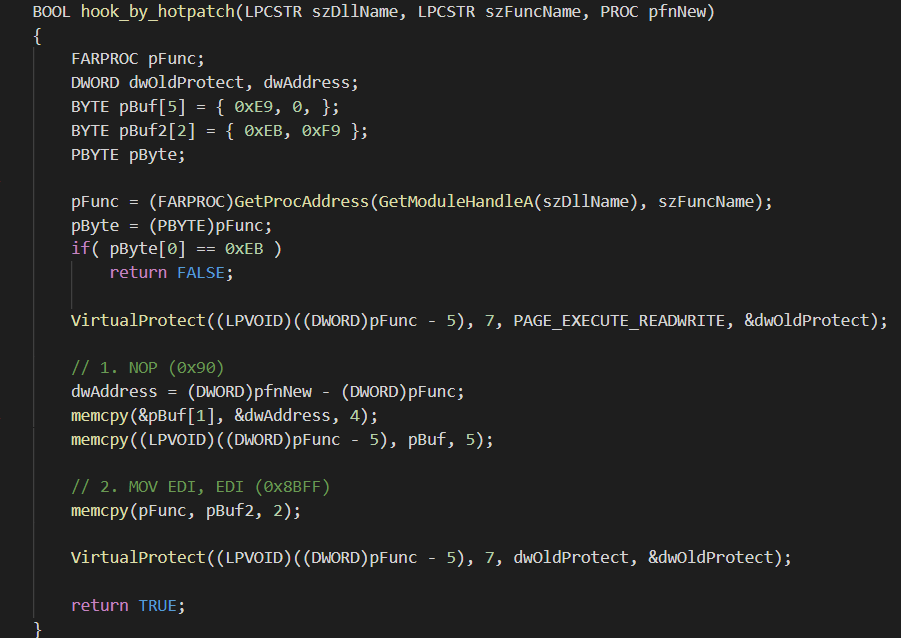 BOOL hook_by_hotpatch(LPCSTR szDllName, LPCSTR szFuncName, PROC pfnNew)
{
    FARPROC pFunc;
    DWORD dwOldProtect, dwAddress;
    BYTE pBuf[5] = { 0xE9, 0, };
    BYTE pBuf2[2] = { 0xEB, 0xF9 };
    PBYTE pByte;

    pFunc = (FARPROC)GetProcAddress(GetModuleHandleA(szDllName), szFuncName);
    pByte = (PBYTE)pFunc;
    if( pByte[0] == 0xEB )
        return FALSE;

    VirtualProtect((LPVOID)((DWORD)pFunc - 5), 7, PAGE_EXECUTE_READWRITE, &dwOldProtect);

    // 1. NOP (0x90)
    dwAddress = (DWORD)pfnNew - (DWORD)pFunc;
    memcpy(&pBuf[1], &dwAddress, 4);
    memcpy((LPVOID)((DWORD)pFunc - 5), pBuf, 5);

    // 2. MOV EDI, EDI (0x8BFF)
    memcpy(pFunc, pBuf2, 2);

    VirtualProtect((LPVOID)((DWORD)pFunc - 5), 7, dwOldProtect, &dwOldProtect);

    return TRUE;
}